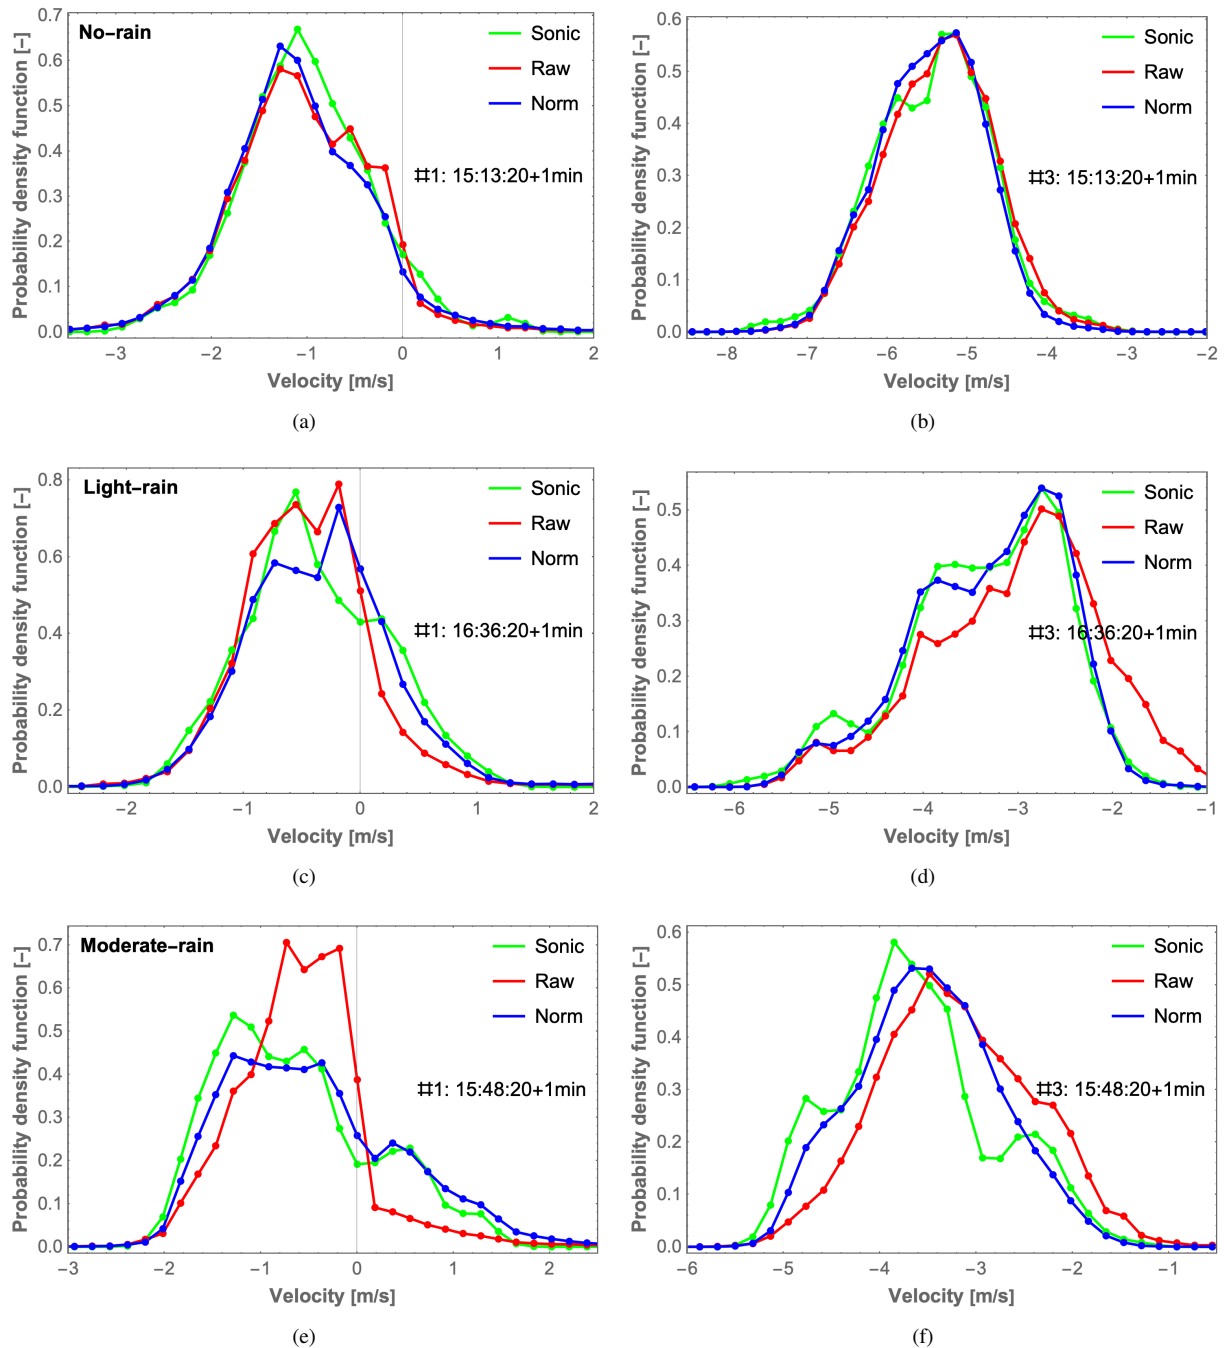 No−rain
Sonic
Raw
Norm
⌗1: 15:13:20+1min
Probability density function [−]
0.7
0.6
0.5
0.4
0.3
0.2
0.1
0.0
−3 −2 −1 0 1 2
Velocity [m/s]
(a)
Sonic
Raw
Norm
⌗3: 15:13:20+1min
Probability density function [−]
0.6
0.5
0.4
0.3
0.2
0.1
0.0
−8 −7 −6 −5 −4 −3 −2
Velocity [m/s]
(b)
Light−rain
Sonic
Raw
Norm
⌗1: 16:36:20+1min
Probability density function [−]
0.8
0.6
0.4
0.2
0.0
−2 −1 0 1 2
Velocity [m/s]
(c)
Sonic
Raw
Norm
⌗3: 16:36:20+1min
Probability density function [−]
0.5
0.4
0.3
0.2
0.1
0.0
−6 −5 −4 −3 −2 −1
Velocity [m/s]
(d)
Moderate−rain
Sonic
Raw
Norm
⌗1: 15:48:20+1min
Probability density function [−]
0.7
0.6
0.5
0.4
0.3
0.2
0.1
0.0
−3 −2 −1 0 1 2
Velocity [m/s]
(e)
Sonic
Raw
Norm
⌗3: 15:48:20+1min
Probability density function [−]
0.6
0.5
0.4
0.3
0.2
0.1
0.0
−6 −5 −4 −3 −2 −1
Velocity [m/s]
(f)